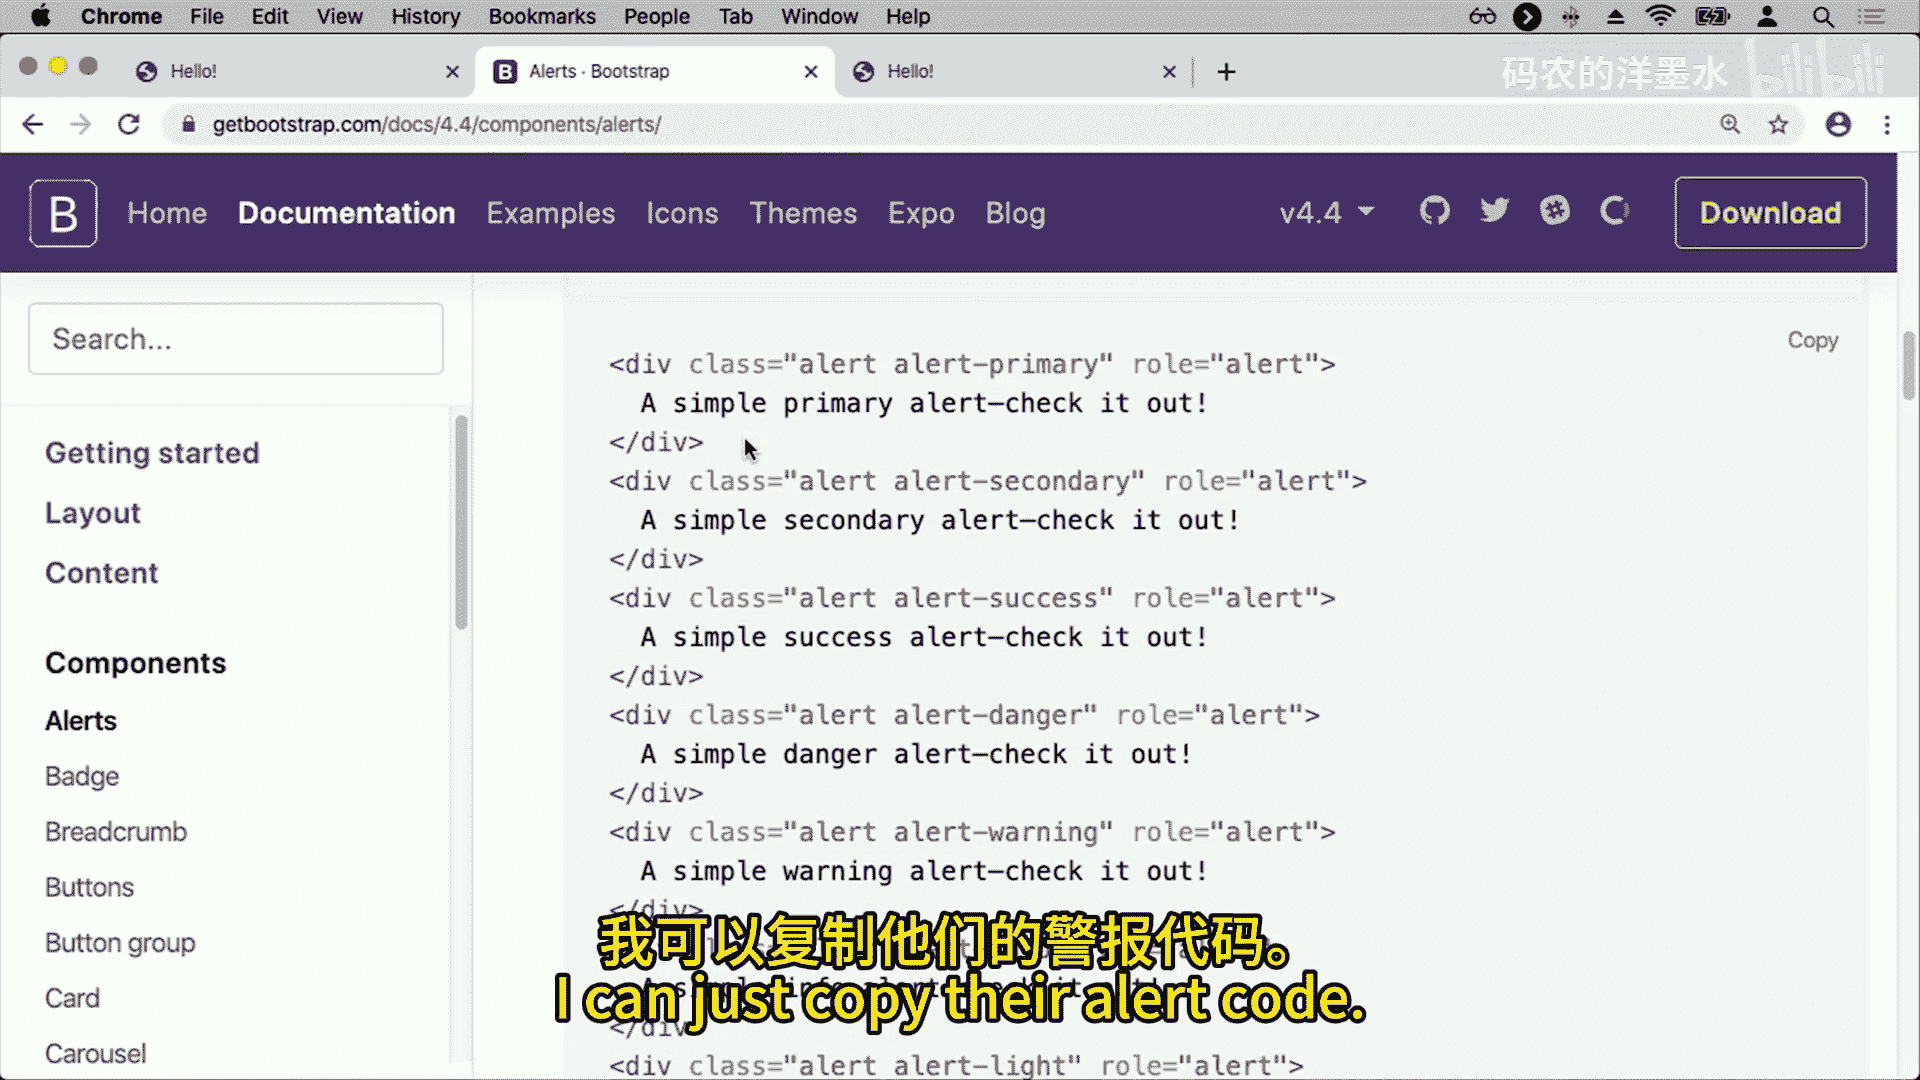 Chrome File Edit View History Bookmarks People Tab Window Help
Hello!
Alerts · Bootstrap
Hello!
码农的洋墨水 bilibili
getbootstrap.com/docs/4.4/components/alerts/
B Home Documentation Examples Icons Themes Expo Blog v4.4 Download
Search...
Getting started
Layout
Content
Components
Alerts
Badge
Breadcrumb
Buttons
Button group
Card
Carousel
Copy
<div class="alert alert-primary" role="alert">
A simple primary alert—check it out!
</div>
<div class="alert alert-secondary" role="alert">
A simple secondary alert—check it out!
</div>
<div class="alert alert-success" role="alert">
A simple success alert—check it out!
</div>
<div class="alert alert-danger" role="alert">
A simple danger alert—check it out!
</div>
<div class="alert alert-warning" role="alert">
A simple warning alert—check it out!
</div>
</div>
<div class="alert alert-light" role="alert">
我可以复制他们的警报代码。
I can just copy their alert code.